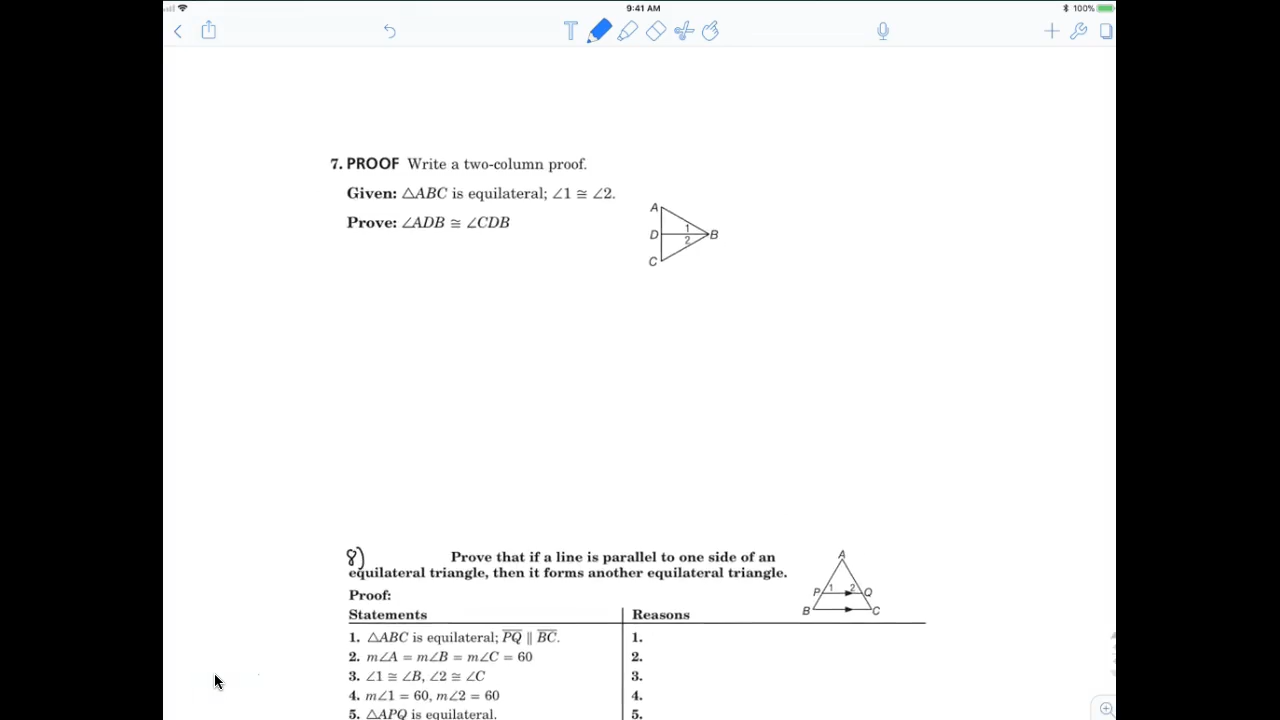 9:41 AM
100%
T
7. PROOF Write a two-column proof.
Given: △ABC is equilateral; ∠1 ≅ ∠2.
Prove: ∠ADB ≅ ∠CDB
A
1
D
B
2
C
8) Prove that if a line is parallel to one side of an
equilateral triangle, then it forms another equilateral triangle.
A
P 1 2 Q
B C
Proof:
Statements Reasons
1. △ABC is equilateral; PQ ∥ BC. 1.
2. m∠A = m∠B = m∠C = 60 2.
3. ∠1 ≅ ∠B, ∠2 ≅ ∠C 3.
4. m∠1 = 60, m∠2 = 60 4.
5. △APQ is equilateral. 5.